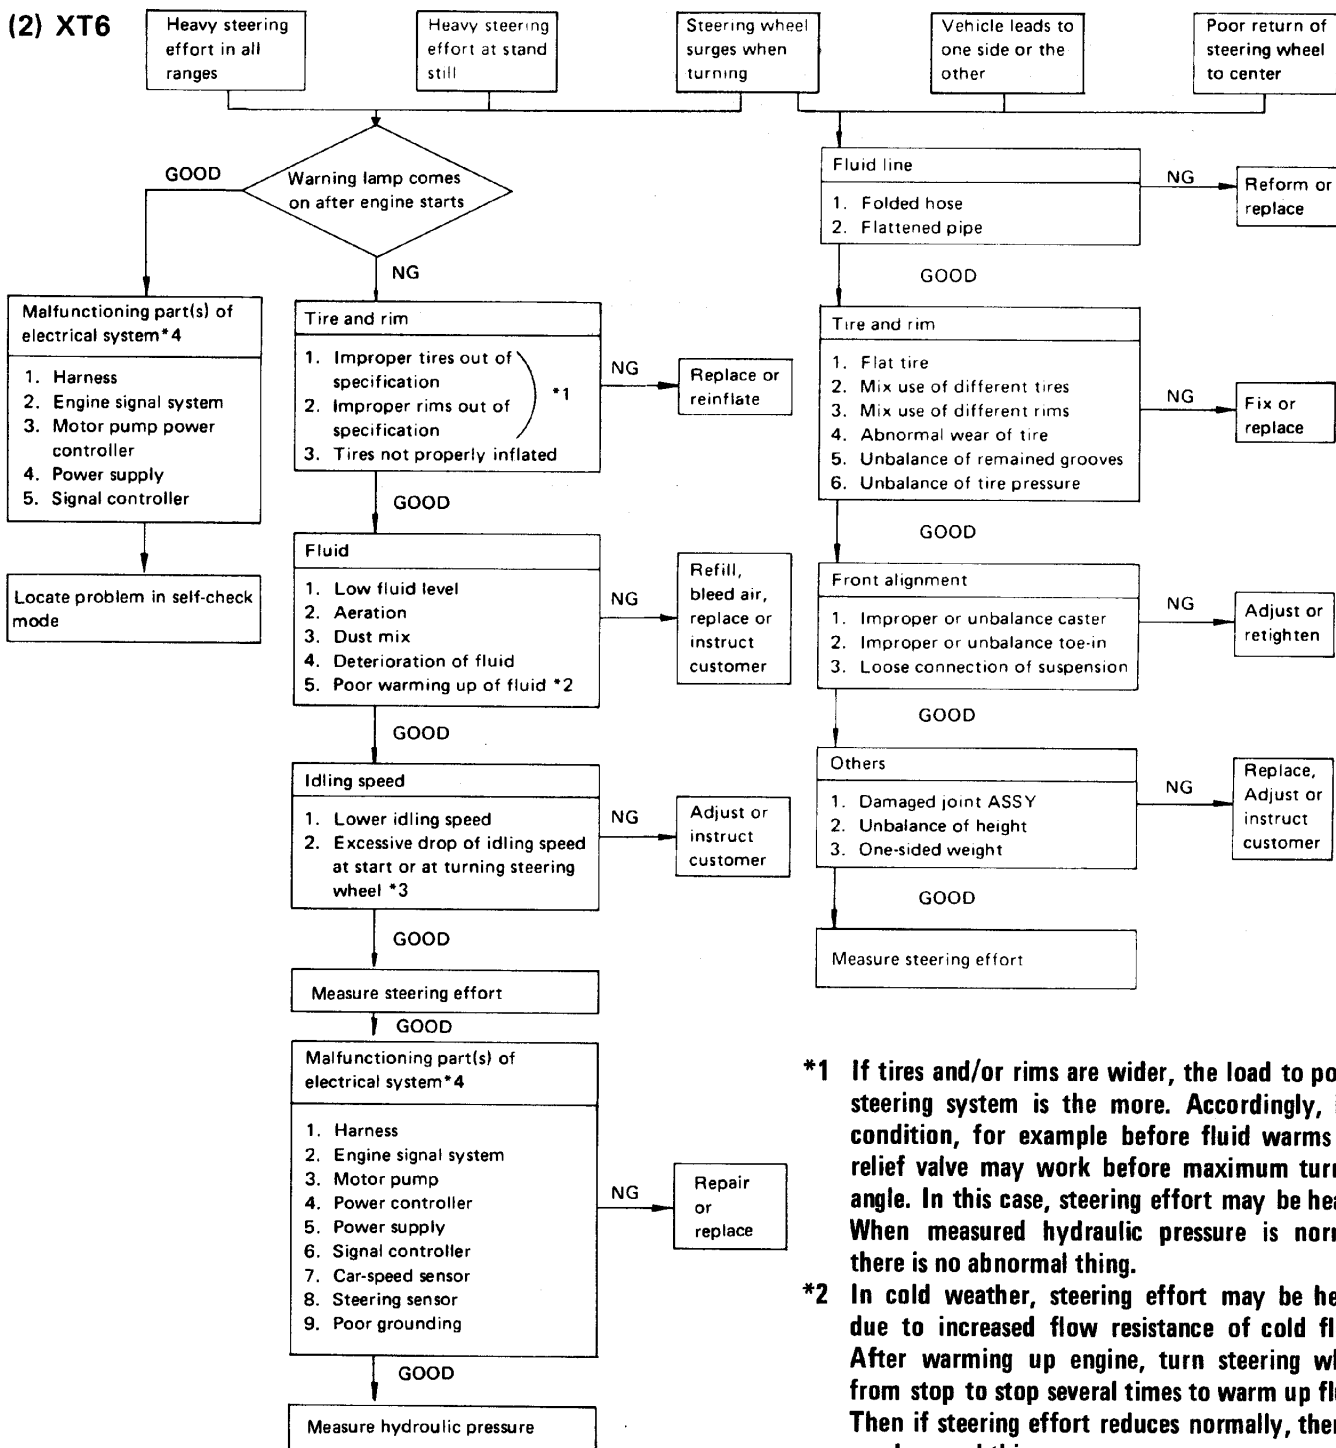 (2) XT6
Heavy steering
effort in all
ranges
Heavy steering
effort at stand
still
Steering wheel
surges when
turning
Vehicle leads to
one side or the
other
Poor return of
steering wheel
to center
GOOD
Warning lamp comes
on after engine starts
NG
Malfunctioning part(s) of
electrical system*4
1. Harness
2. Engine signal system
3. Motor pump power
controller
4. Power supply
5. Signal controller
Locate problem in self-check
mode
Tire and rim
1. Improper tires out of
specification
2. Improper rims out of
specification
*1
3. Tires not properly inflated
NG
Replace or
reinflate
GOOD
Fluid
1. Low fluid level
2. Aeration
3. Dust mix
4. Deterioration of fluid
5. Poor warming up of fluid *2
NG
Refill,
bleed air,
replace or
instruct
customer
GOOD
Idling speed
1. Lower idling speed
2. Excessive drop of idling speed
at start or at turning steering
wheel *3
NG
Adjust or
instruct
customer
GOOD
Measure steering effort
GOOD
Malfunctioning part(s) of
electrical system*4
1. Harness
2. Engine signal system
3. Motor pump
4. Power controller
5. Power supply
6. Signal controller
7. Car-speed sensor
8. Steering sensor
9. Poor grounding
NG
Repair
or
replace
GOOD
Measure hydroulic pressure
Fluid line
1. Folded hose
2. Flattened pipe
NG
Reform or
replace
GOOD
Tire and rim
1. Flat tire
2. Mix use of different tires
3. Mix use of different rims
4. Abnormal wear of tire
5. Unbalance of remained grooves
6. Unbalance of tire pressure
NG
Fix or
replace
GOOD
Front alignment
1. Improper or unbalance caster
2. Improper or unbalance toe-in
3. Loose connection of suspension
NG
Adjust or
retighten
GOOD
Others
1. Damaged joint ASSY
2. Unbalance of height
3. One-sided weight
NG
Replace,
Adjust or
instruct
customer
GOOD
Measure steering effort
*1 If tires and/or rims are wider, the load to po
steering system is the more. Accordingly,
condition, for example before fluid warms
relief valve may work before maximum turn
angle. In this case, steering effort may be hea
When measured hydraulic pressure is norn
there is no abnormal thing.
*2 In cold weather, steering effort may be he
due to increased flow resistance of cold fl
After warming up engine, turn steering wh
from stop to stop several times to warm up fl
Then if steering effort reduces normally, ther